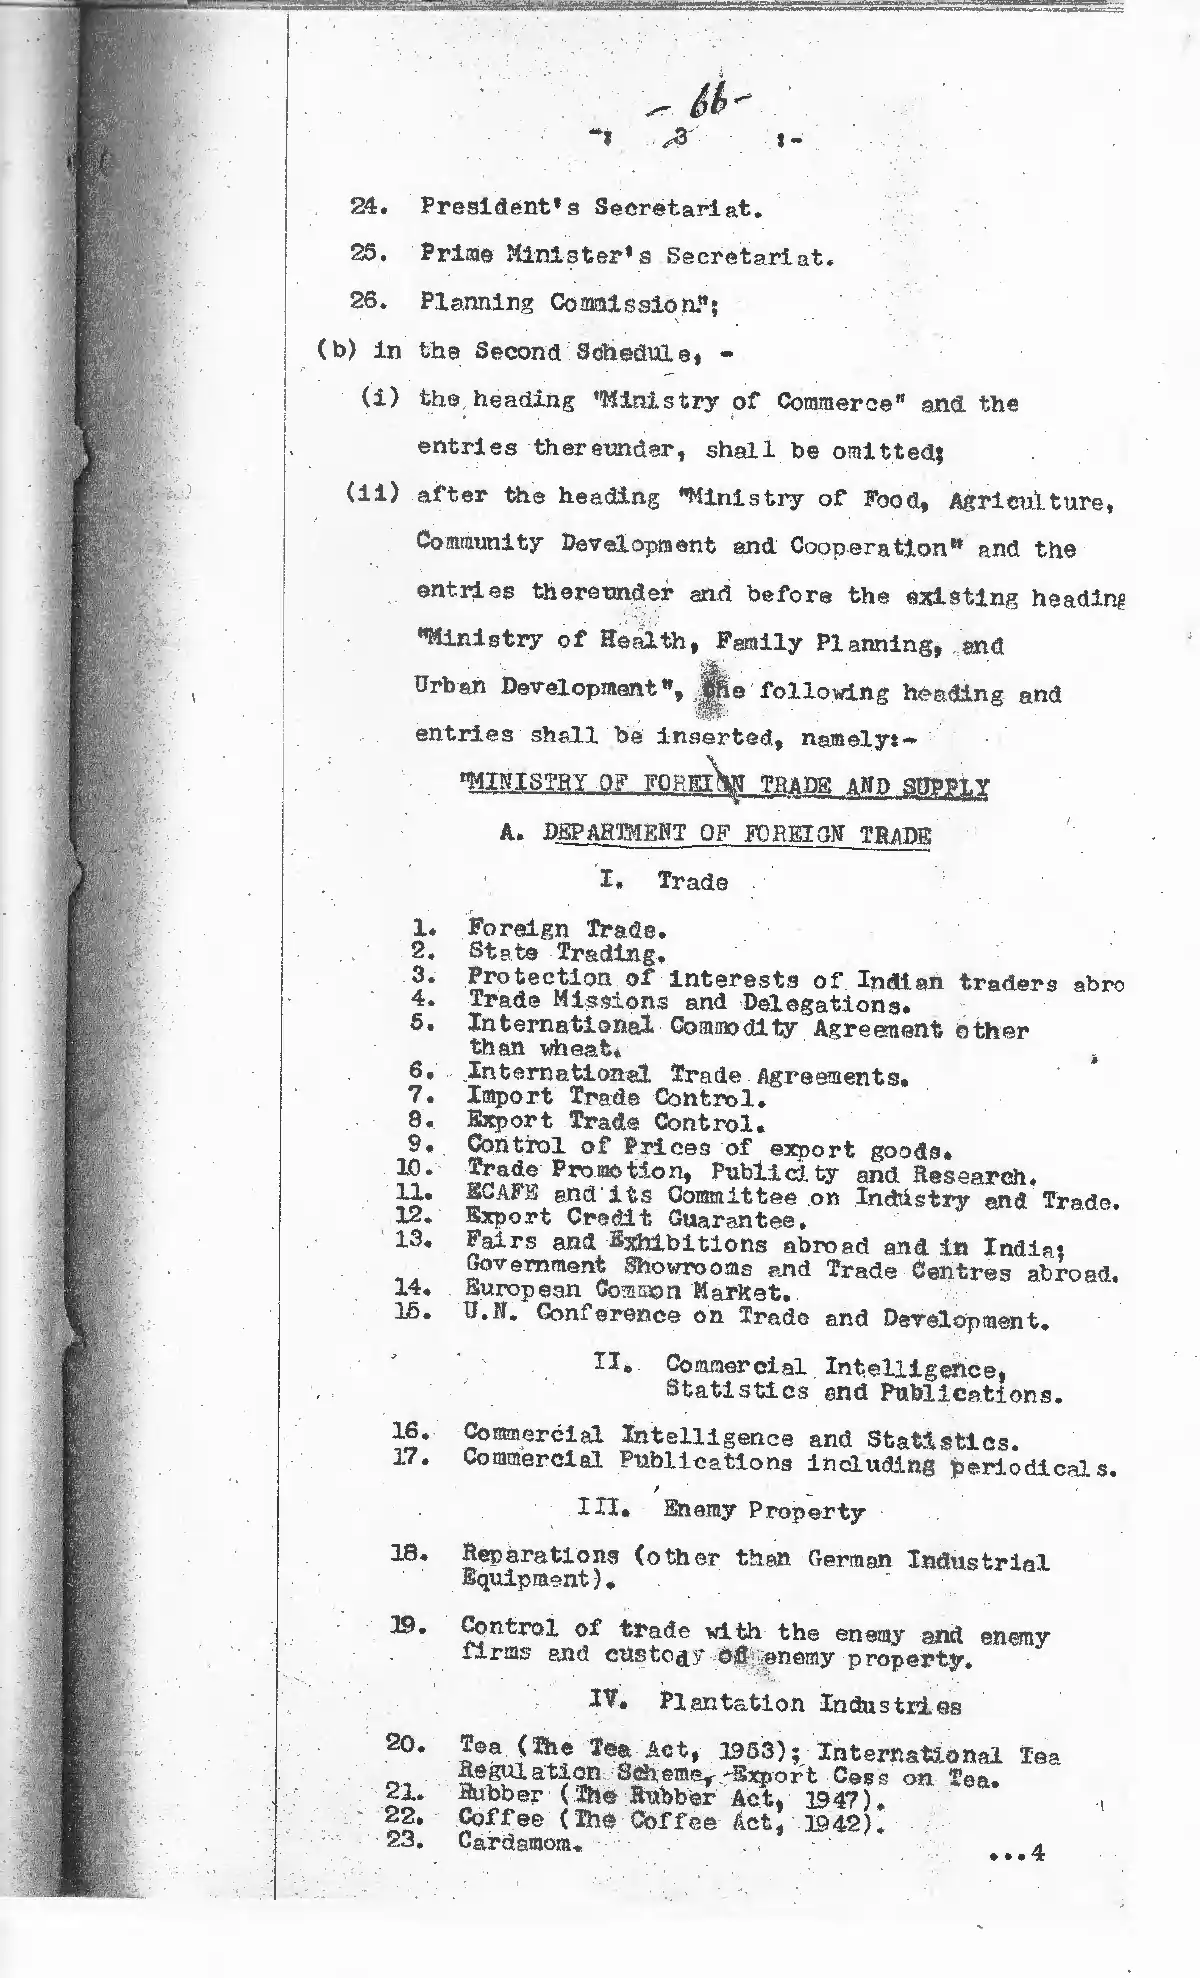 - 66 -
-: 3 :-
24. President's Secretariat.
25. Prime Minister's Secretariat.
26. Planning Commission.";
(b) in the Second Schedule, -
(i) the heading "Ministry of Commerce" and the
entries thereunder, shall be omitted;
(ii) after the heading "Ministry of Food, Agriculture,
Community Development and Cooperation" and the
entries thereunder and before the existing heading
"Ministry of Health, Family Planning, and
Urban Development", the following heading and
entries shall be inserted, namely:-
"MINISTRY OF FOREIGN TRADE AND SUPPLY
A. DEPARTMENT OF FOREIGN TRADE
I. Trade
1. Foreign Trade.
2. State Trading.
3. Protection of interests of Indian traders abro
4. Trade Missions and Delegations.
5. International Commodity Agreement other
than wheat.
6. International Trade Agreements.
7. Import Trade Control.
8. Export Trade Control.
9. Control of Prices of export goods.
10. Trade Promotion, Publicity and Research.
11. ECAFE and its Committee on Industry and Trade.
12. Export Credit Guarantee.
13. Fairs and Exhibitions abroad and in India;
Government Showrooms and Trade Centres abroad.
14. European Common Market.
15. U.N. Conference on Trade and Development.
II. Commercial Intelligence,
Statistics and Publications.
16. Commercial Intelligence and Statistics.
17. Commercial Publications including periodicals.
III. Enemy Property
18. Reparations (other than German Industrial
Equipment).
19. Control of trade with the enemy and enemy
firms and custody of enemy property.
IV. Plantation Industries
20. Tea (The Tea Act, 1953); International Tea
Regulation Scheme, Export Cess on Tea.
21. Rubber (The Rubber Act, 1947).
22. Coffee (The Coffee Act, 1942).
23. Cardamom.
...4